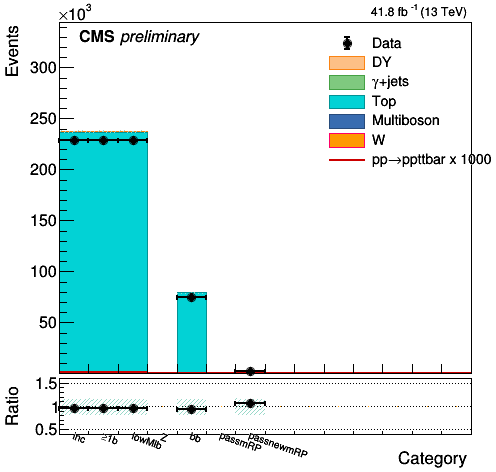 ×10³
41.8 fb⁻¹ (13 TeV)
Events
CMS preliminary
Data
DY
γ+jets
Top
Multiboson
W
pp→ppttbar x 1000
300
250
200
150
100
50
Ratio
1.5
1
0.5
inc ≥1b lowMlb Z bb passmRP passnewmRP
Category